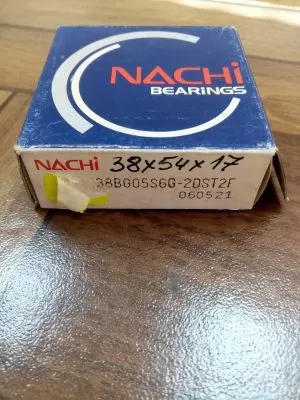 NACHi
BEARINGS
NACHi 38x54x17
38BG05S6G-2DST2F
060521